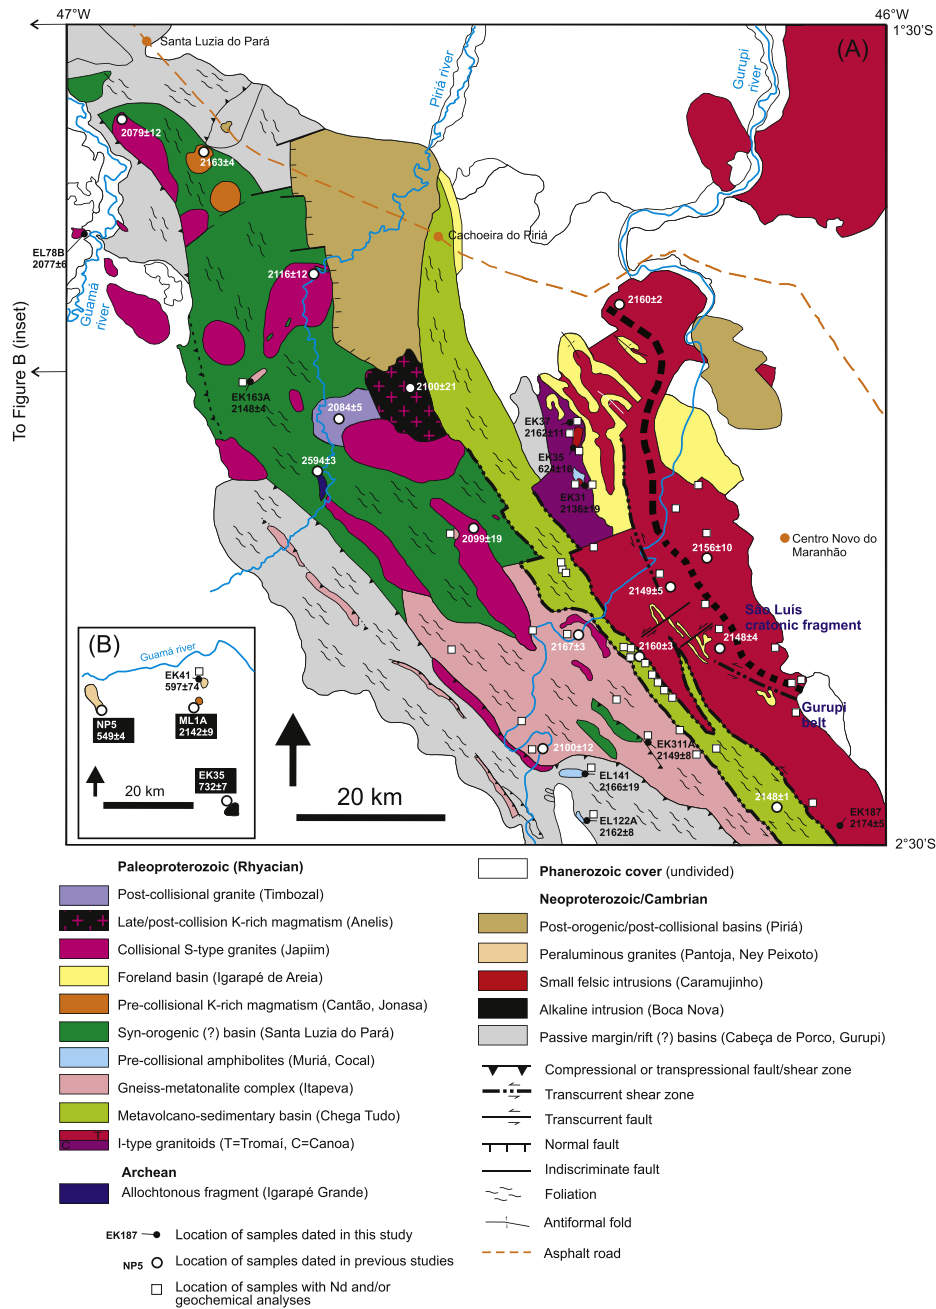 47°W
46°W
1°30'S
(A)
Santa Luzia do Pará
Piriá river
Gurupi
river
2079±12
2163±4
EL78B
2077±6
Guamá
river
Cachoeira do Piriá
2116±12
2160±2
To Figure B (inset)
EK163A
2148±4
2100±21
2084±5
EK37
2162±11
EK35
624±16
2594±3
EK31
2136±19
2099±19
2156±10
Centro Novo do
Maranhão
2149±5
São Luís
cratonic fragment
2148±4
2167±3
2160±3
Gurupi
belt
(B)
Guamá river
EK41
597±74
NP5
549±4
ML1A
2142±9
EK35
732±7
20 km
20 km
2100±12
EK311A
2149±8
EL141
2166±19
EL122A
2162±8
2148±1
EK187
2174±5
2°30'S
Paleoproterozoic (Rhyacian)
Post-collisional granite (Timbozal)
Late/post-collision K-rich magmatism (Anelis)
Collisional S-type granites (Japiim)
Foreland basin (Igarapé de Areia)
Pre-collisional K-rich magmatism (Cantão, Jonasa)
Syn-orogenic (?) basin (Santa Luzia do Pará)
Pre-collisional amphibolites (Muriá, Cocal)
Gneiss-metatonalite complex (Itapeva)
Metavolcano-sedimentary basin (Chega Tudo)
C T I-type granitoids (T=Tromaí, C=Canoa)
Archean
Allochtonous fragment (Igarapé Grande)
EK187 Location of samples dated in this study
NP5 Location of samples dated in previous studies
Location of samples with Nd and/or
geochemical analyses
Phanerozoic cover (undivided)
Neoproterozoic/Cambrian
Post-orogenic/post-collisional basins (Piriá)
Peraluminous granites (Pantoja, Ney Peixoto)
Small felsic intrusions (Caramujinho)
Alkaline intrusion (Boca Nova)
Passive margin/rift (?) basins (Cabeça de Porco, Gurupi)
Compressional or transpressional fault/shear zone
Transcurrent shear zone
Transcurrent fault
Normal fault
Indiscriminate fault
Foliation
Antiformal fold
Asphalt road